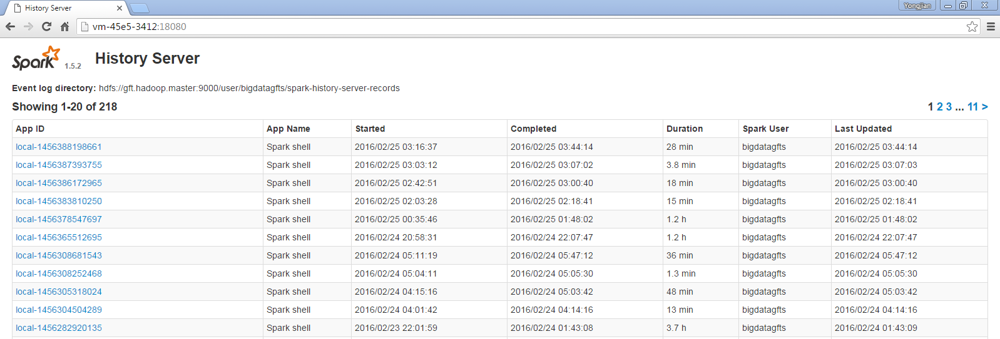 History Server
Yongjian
vm-45e5-3412:18080
Spark 1.5.2 History Server
Event log directory: hdfs://gft.hadoop.master:9000/user/bigdatagfts/spark-history-server-records
Showing 1-20 of 218 1 2 3 ... 11 >
App ID App Name Started Completed Duration Spark User Last Updated
local-1456388198661 Spark shell 2016/02/25 03:16:37 2016/02/25 03:44:14 28 min bigdatagfts 2016/02/25 03:44:14
local-1456387393755 Spark shell 2016/02/25 03:03:12 2016/02/25 03:07:02 3.8 min bigdatagfts 2016/02/25 03:07:03
local-1456386172965 Spark shell 2016/02/25 02:42:51 2016/02/25 03:00:40 18 min bigdatagfts 2016/02/25 03:00:40
local-1456383810250 Spark shell 2016/02/25 02:03:28 2016/02/25 02:18:41 15 min bigdatagfts 2016/02/25 02:18:41
local-1456378547697 Spark shell 2016/02/25 00:35:46 2016/02/25 01:48:02 1.2 h bigdatagfts 2016/02/25 01:48:02
local-1456365512695 Spark shell 2016/02/24 20:58:31 2016/02/24 22:07:47 1.2 h bigdatagfts 2016/02/24 22:07:47
local-1456308681543 Spark shell 2016/02/24 05:11:19 2016/02/24 05:47:12 36 min bigdatagfts 2016/02/24 05:47:12
local-1456308252468 Spark shell 2016/02/24 05:04:11 2016/02/24 05:05:30 1.3 min bigdatagfts 2016/02/24 05:05:30
local-1456305318024 Spark shell 2016/02/24 04:15:16 2016/02/24 05:03:42 48 min bigdatagfts 2016/02/24 05:03:42
local-1456304504289 Spark shell 2016/02/24 04:01:42 2016/02/24 04:14:16 13 min bigdatagfts 2016/02/24 04:14:16
local-1456282920135 Spark shell 2016/02/23 22:01:59 2016/02/24 01:43:08 3.7 h bigdatagfts 2016/02/24 01:43:09